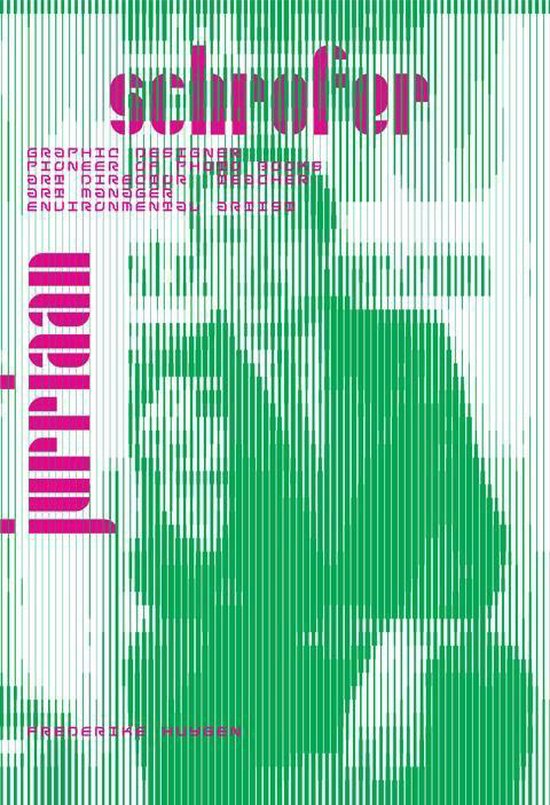 schrofer
GRAPHIC DESIGNER
PIONEER OF PHOTO BOOKS
ART DIRECTOR TEACHER
ART MANAGER
ENVIRONMENTAL ARTIST
jurriaan
FREDERIKE HUYGEN